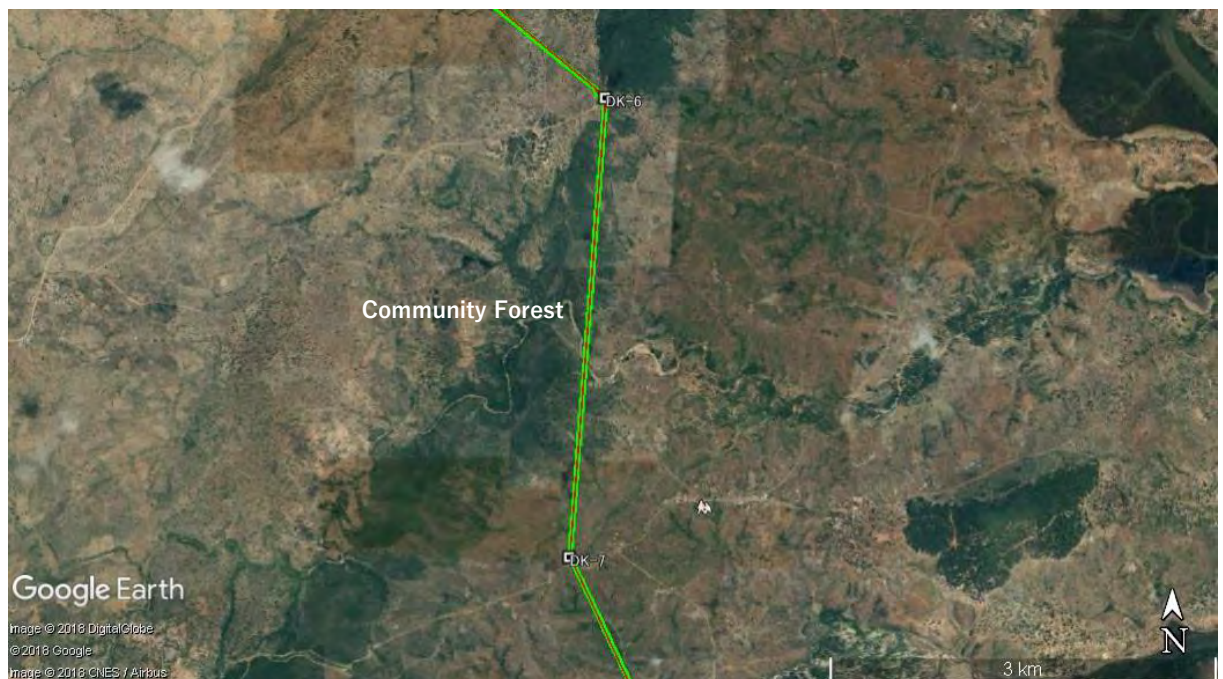 DK-6
Community Forest
DK-7
Google Earth
Image © 2018 DigitalGlobe
© 2018 Google
Image © 2018 CNES / Airbus
N
3 km